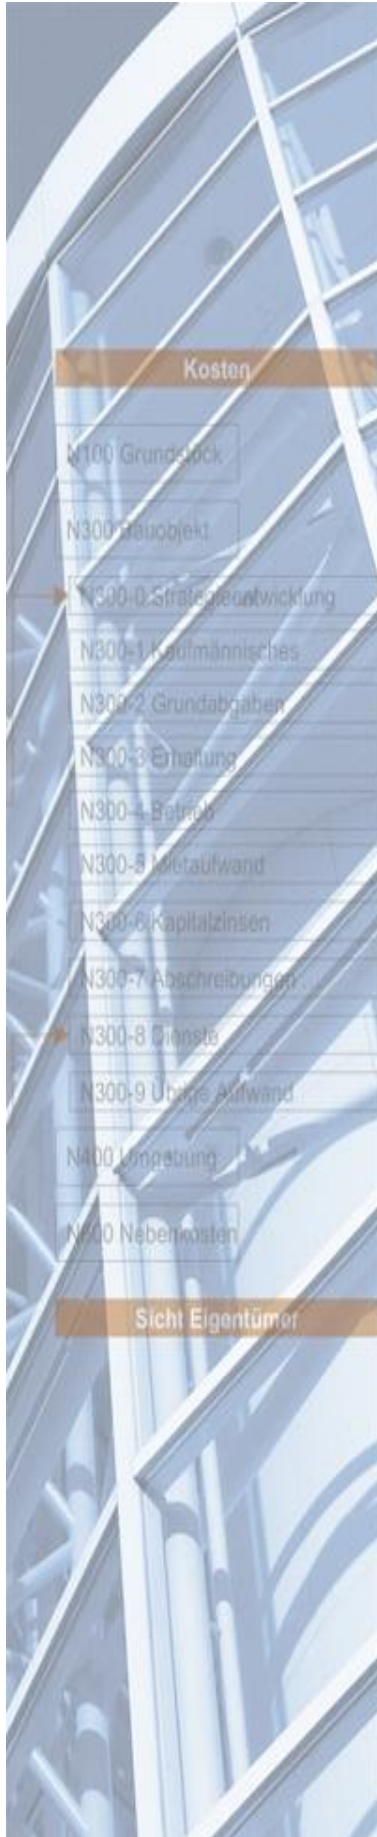 Kosten
N100 Grundstück
N300 Bauobjekt
N300-0 Strategieentwicklung
N300-1 Kaufmännisches
N300-2 Grundabgaben
N300-3 Erhaltung
N300-4 Betrieb
N300-5 Mietaufwand
N300-6 Kapitalzinsen
N300-7 Abschreibungen ...
N300-8 Dienste
N300-9 Übrige Aufwand
N400 Umgebung
Nebenkosten
Sicht Eigentümer